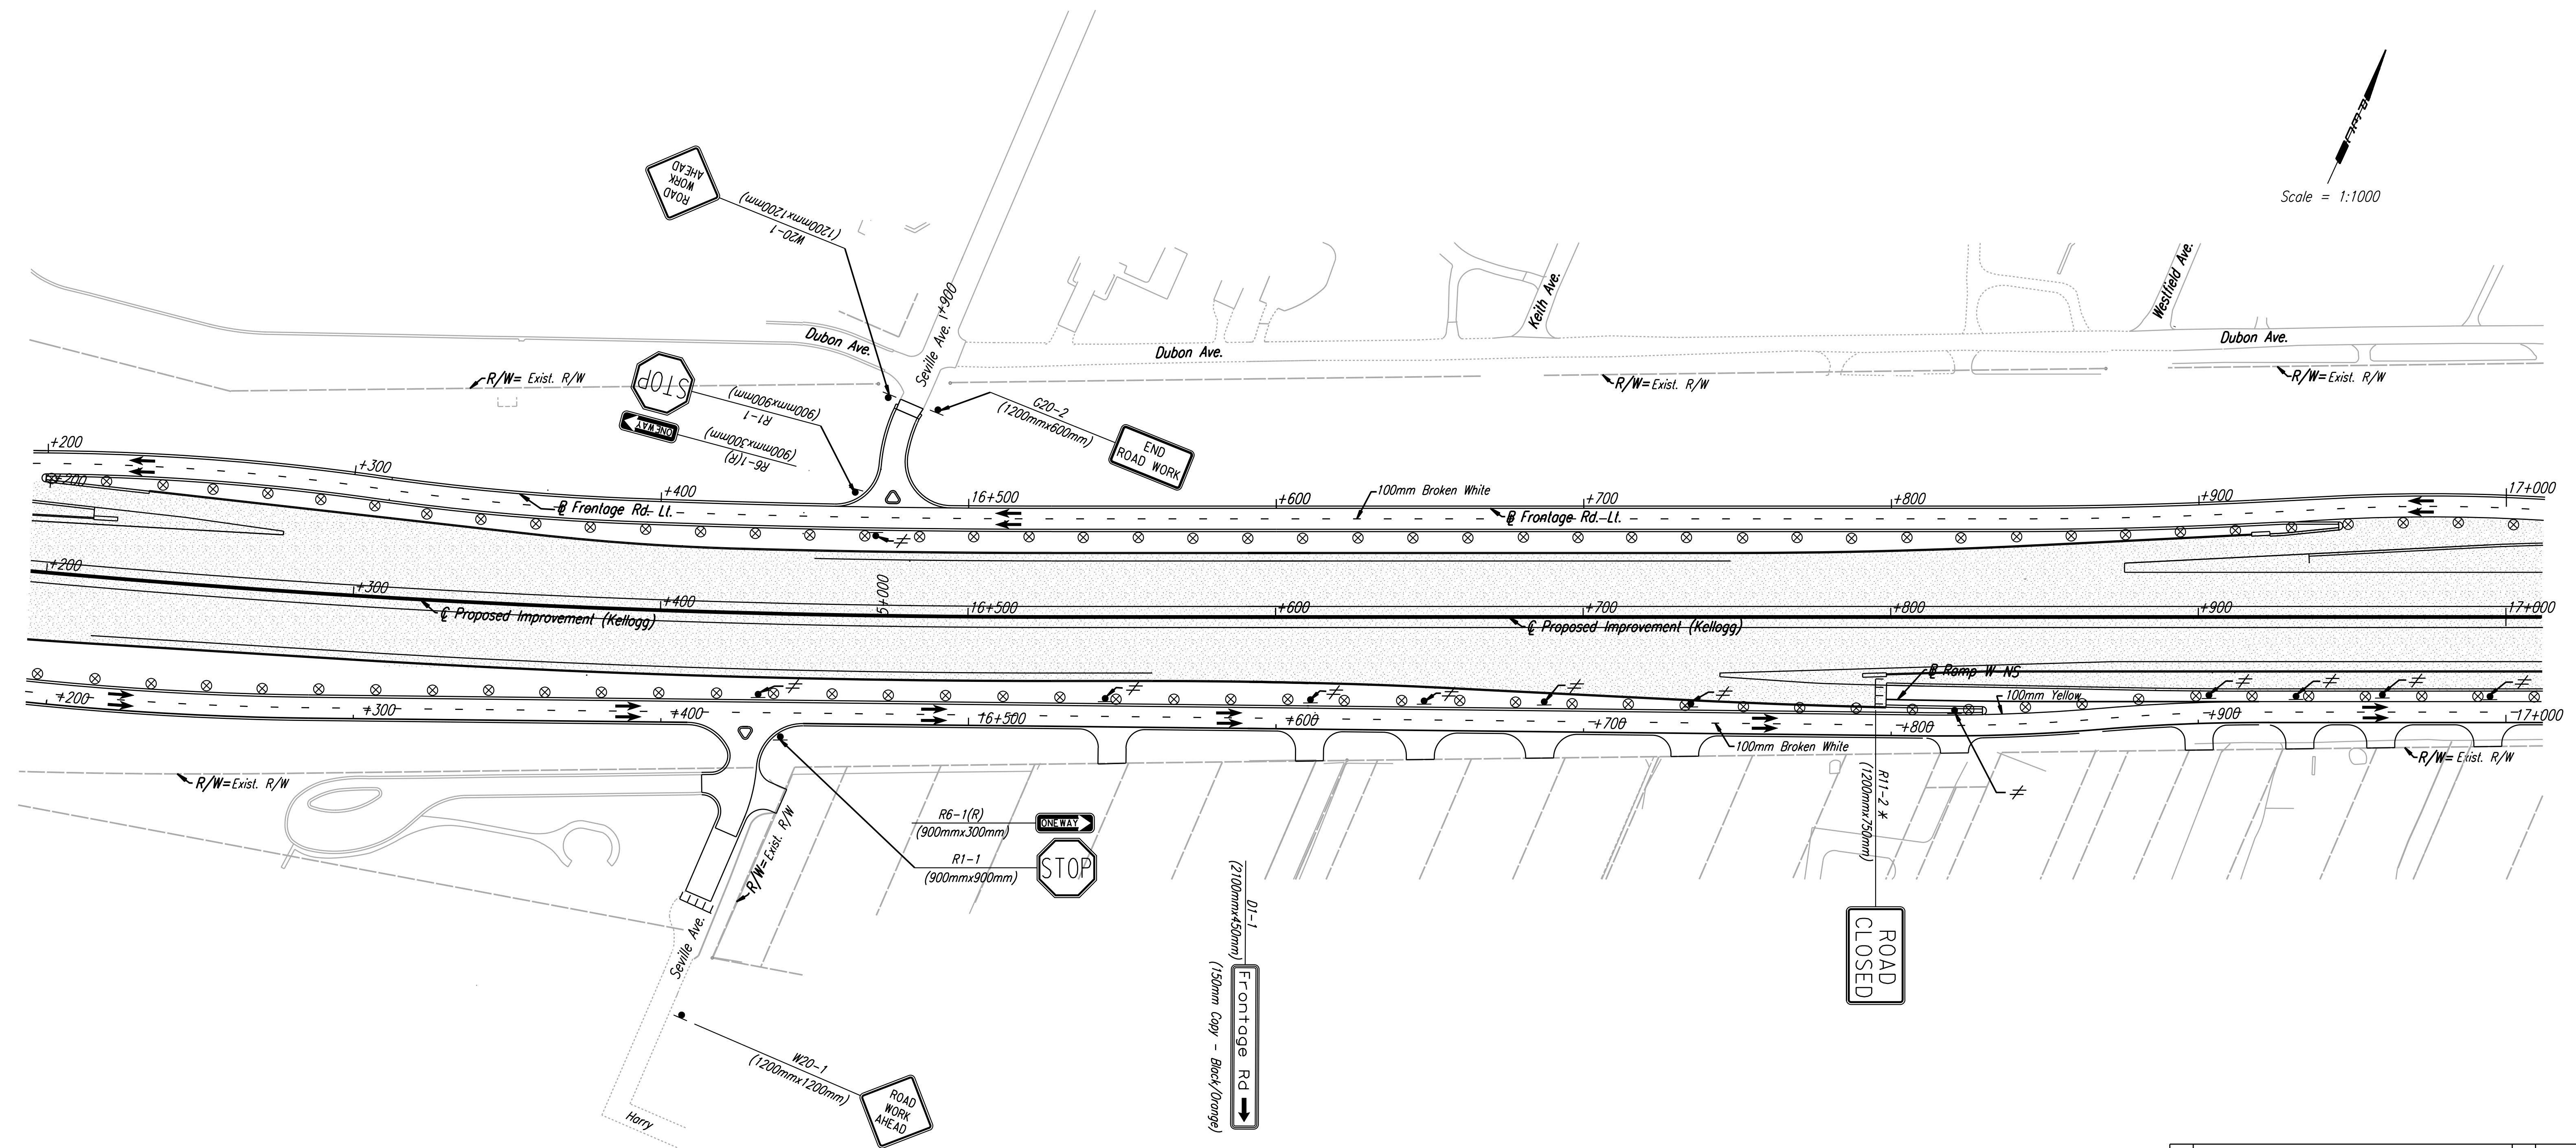 Scale = 1:1000
ROAD
WORK
AHEAD
W20-1
(1200mmx1200mm)
Seville Ave. 1+900
Keith Ave.
Westfield Ave.
Dubon Ave.
Dubon Ave.
Dubon Ave.
R/W= Exist. R/W
R/W=Exist. R/W
R/W=Exist. R/W
STOP
R1-1
(900mmx900mm)
ONEWAY
R6-1(R)
(900mmx300mm)
G20-2
(1200mmx600mm)
END
ROAD WORK
+200
+300
+400
16+500
+600
+700
+800
+900
17+000
100mm Broken White
+200
₠ Frontage Rd. Lt.
₠ Frontage Rd. Lt.
≠
+200
+300
+400
5+000
16+500
+600
+700
+800
+900
17+000
℄ Proposed Improvement (Kellogg)
℄ Proposed Improvement (Kellogg)
Ramp W-NS
≠
≠
≠
≠
≠
≠
≠
≠
≠
≠
100mm Yellow
+200
+300
+400
16+500
+600
+700
+800
+900
17+000
100mm Broken White
R/W=Exist. R/W
R/W= Exist. R/W
R/W= Exist. R/W
≠
R6-1(R)
(900mmx300mm)
ONEWAY
R1-1
(900mmx900mm)
STOP
R11-2 *
(1200mmx750mm)
ROAD
CLOSED
D1-1
(2100mmx450mm)
Frontage Rd
(150mm Copy - Black/Orange)
Seville Ave.
W20-1
(1200mmx1200mm)
ROAD
WORK
AHEAD
Harry